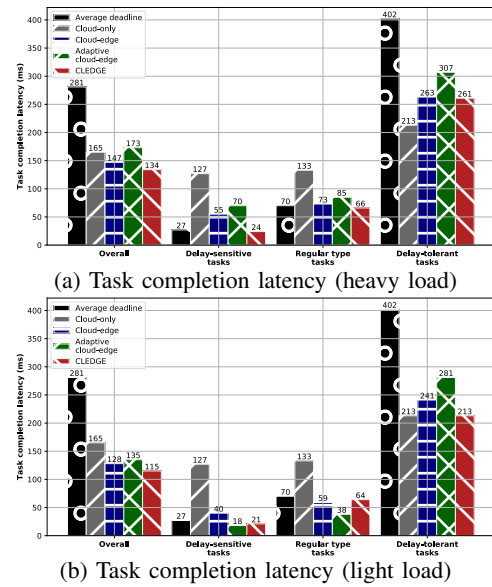 Average deadline
Cloud-only
Cloud-edge
Adaptive
cloud-edge
CLEDGE
Task completion latency (ms)
400
350
300
250
200
150
100
50
0
281
165
147
173
134
27
127
55
70
24
70
133
73
85
66
402
213
263
307
261
Overall
Delay-sensitive
tasks
Regular type
tasks
Delay-tolerant
tasks
(a) Task completion latency (heavy load)
Average deadline
Cloud-only
Cloud-edge
Adaptive
cloud-edge
CLEDGE
Task completion latency (ms)
400
350
300
250
200
150
100
50
0
281
165
128
135
115
27
127
40
18
21
70
133
59
38
64
402
213
241
281
213
Overall
Delay-sensitive
tasks
Regular type
tasks
Delay-tolerant
tasks
(b) Task completion latency (light load)